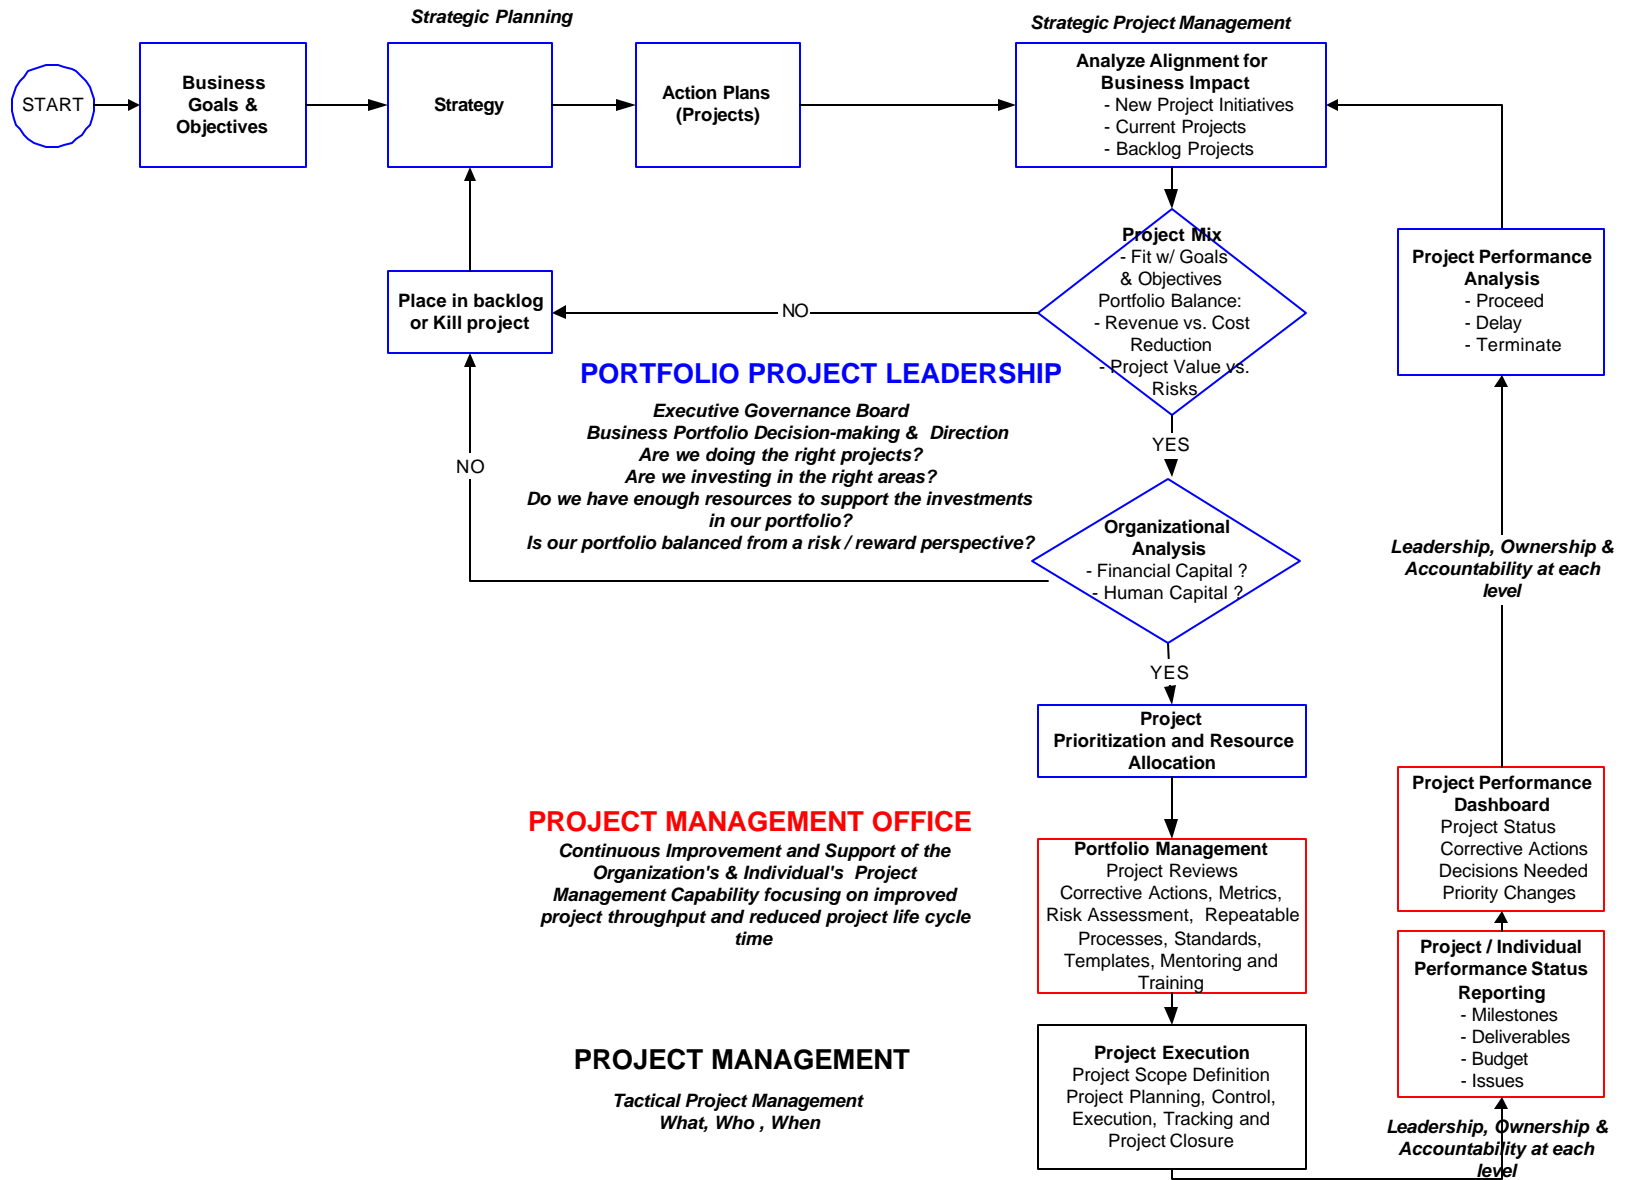 Strategic Planning
Strategic Project Management
START
Business
Goals &
Objectives
Strategy
Action Plans
(Projects)
Analyze Alignment for
Business Impact
- New Project Initiatives
- Current Projects
- Backlog Projects
Project Mix
- Fit w/ Goals
& Objectives
Portfolio Balance:
- Revenue vs. Cost
Reduction
- Project Value vs.
Risks
Project Performance
Analysis
- Proceed
- Delay
- Terminate
Place in backlog
or Kill project
NO
PORTFOLIO PROJECT LEADERSHIP
Executive Governance Board
Business Portfolio Decision-making & Direction
Are we doing the right projects?
Are we investing in the right areas?
Do we have enough resources to support the investments
in our portfolio?
Is our portfolio balanced from a risk / reward perspective?
NO
YES
Organizational
Analysis
- Financial Capital ?
- Human Capital ?
Leadership, Ownership &
Accountability at each
level
YES
Project
Prioritization and Resource
Allocation
PROJECT MANAGEMENT OFFICE
Continuous Improvement and Support of the
Organization's & Individual's Project
Management Capability focusing on improved
project throughput and reduced project life cycle
time
Portfolio Management
Project Reviews
Corrective Actions, Metrics,
Risk Assessment, Repeatable
Processes, Standards,
Templates, Mentoring and
Training
Project Performance
Dashboard
Project Status
Corrective Actions
Decisions Needed
Priority Changes
Project / Individual
Performance Status
Reporting
- Milestones
- Deliverables
- Budget
- Issues
PROJECT MANAGEMENT
Tactical Project Management
What, Who , When
Project Execution
Project Scope Definition
Project Planning, Control,
Execution, Tracking and
Project Closure
Leadership, Ownership &
Accountability at each
level